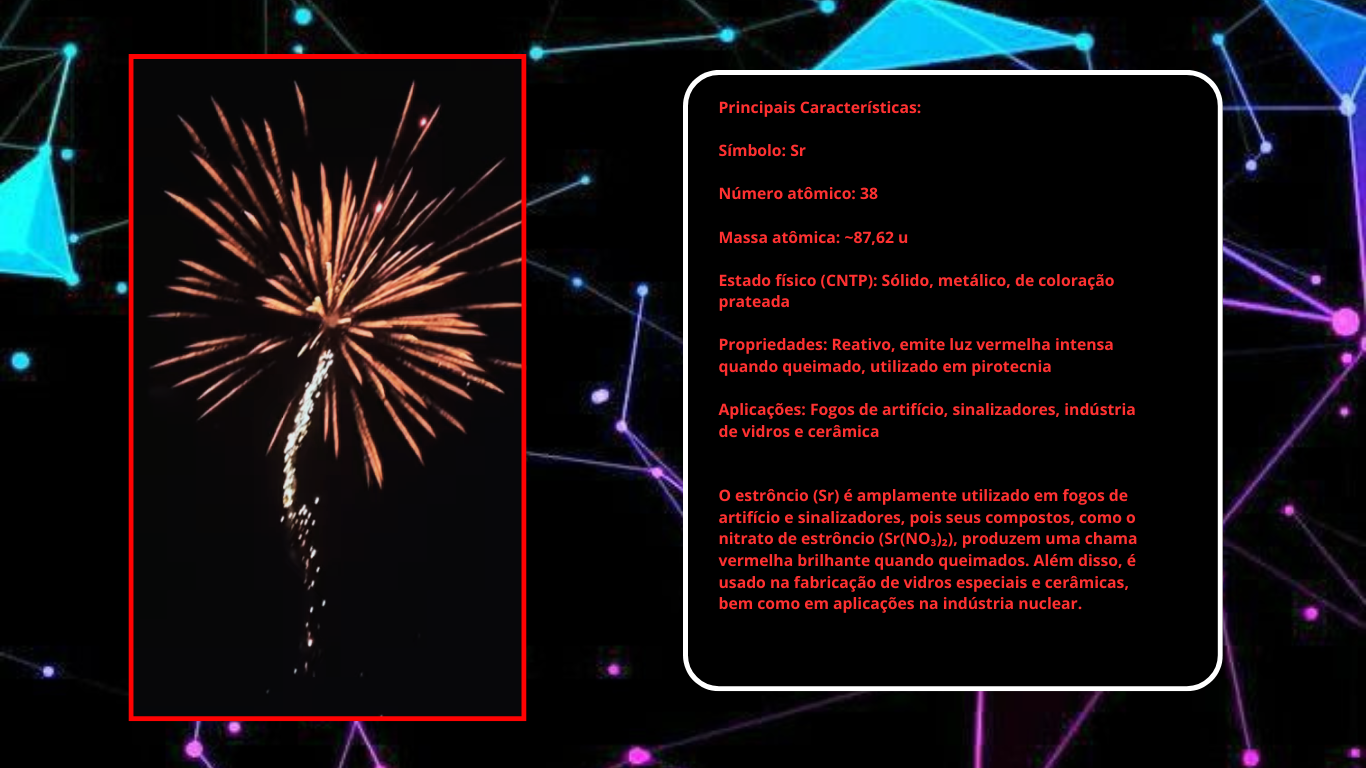 Principais Características:
Símbolo: Sr
Número atômico: 38
Massa atômica: ~87,62 u
Estado físico (CNTP): Sólido, metálico, de coloração
prateada
Propriedades: Reativo, emite luz vermelha intensa
quando queimado, utilizado em pirotecnia
Aplicações: Fogos de artifício, sinalizadores, indústria
de vidros e cerâmica
O estrôncio (Sr) é amplamente utilizado em fogos de
artifício e sinalizadores, pois seus compostos, como o
nitrato de estrôncio (Sr(NO₃)₂), produzem uma chama
vermelha brilhante quando queimados. Além disso, é
usado na fabricação de vidros especiais e cerâmicas,
bem como em aplicações na indústria nuclear.